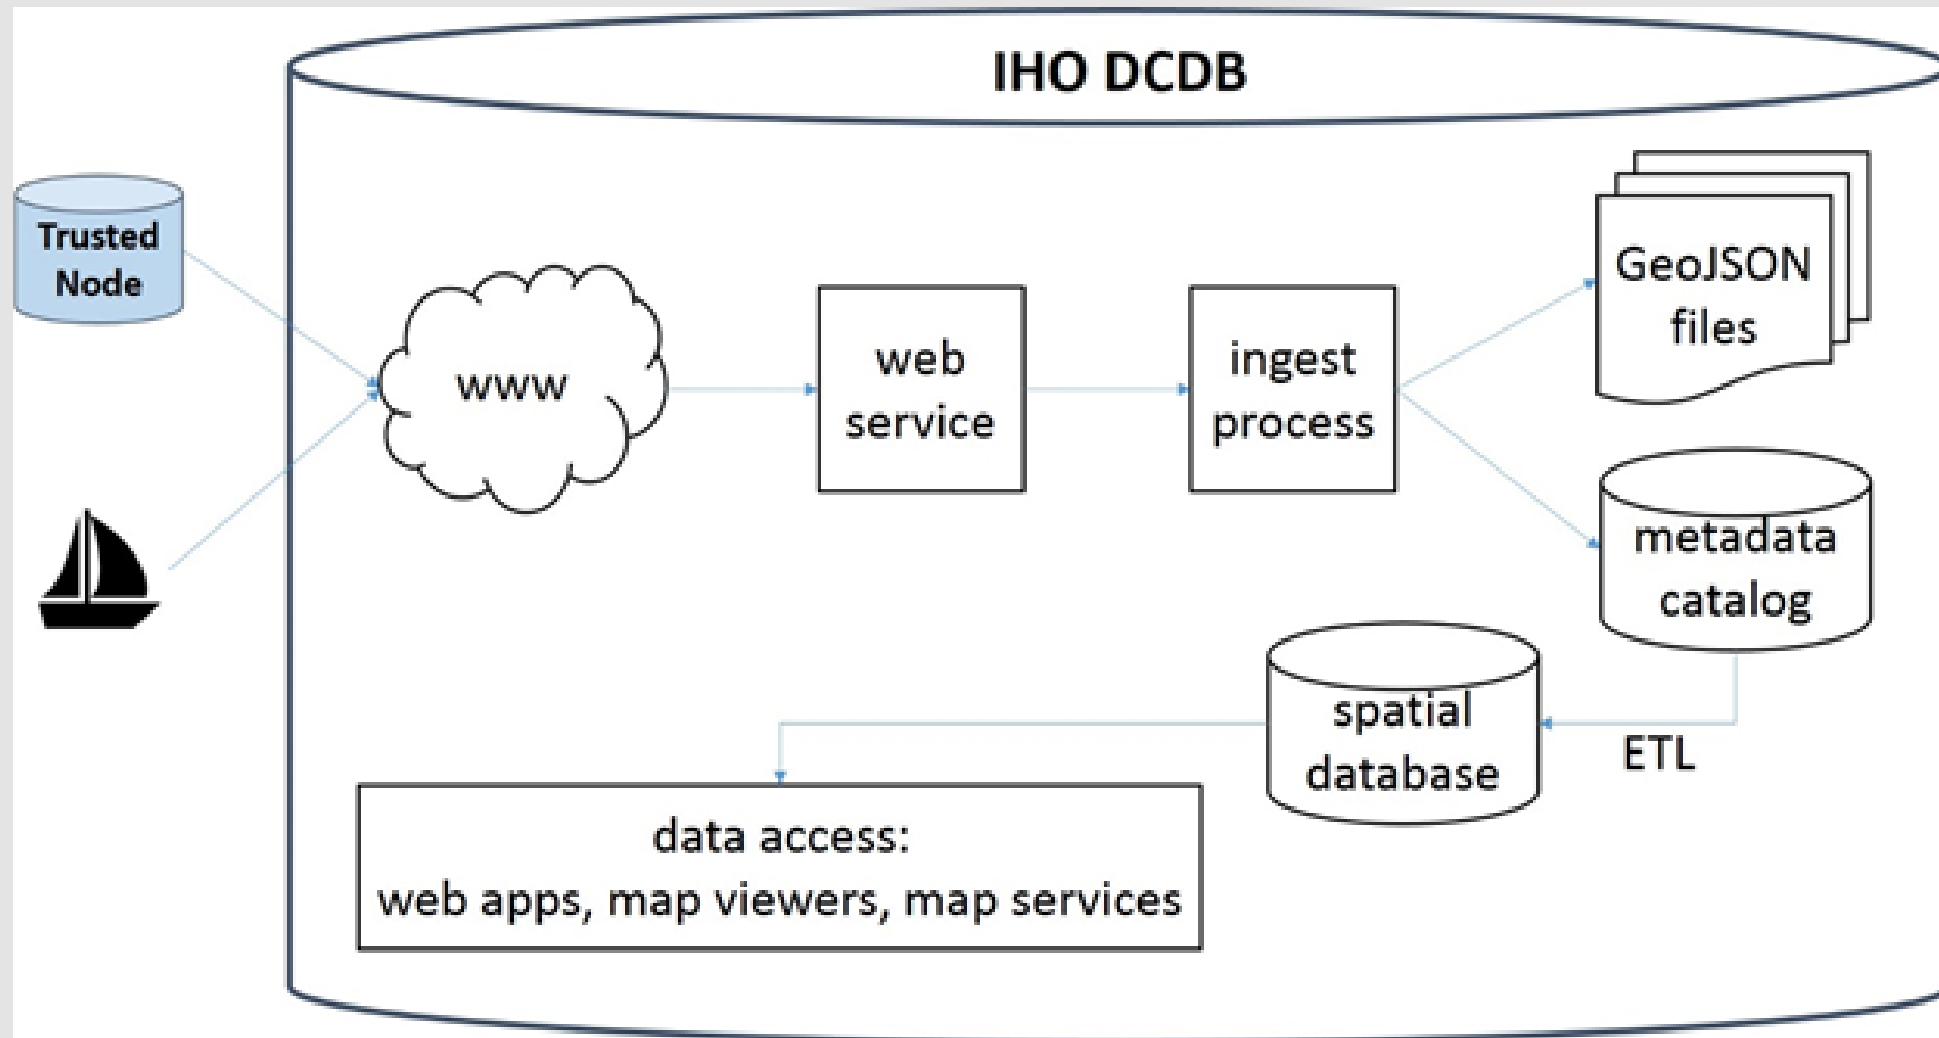 IHO DCDB
Trusted
Node
www
web
service
ingest
process
GeoJSON
files
metadata
catalog
spatial
database
ETL
data access:
web apps, map viewers, map services